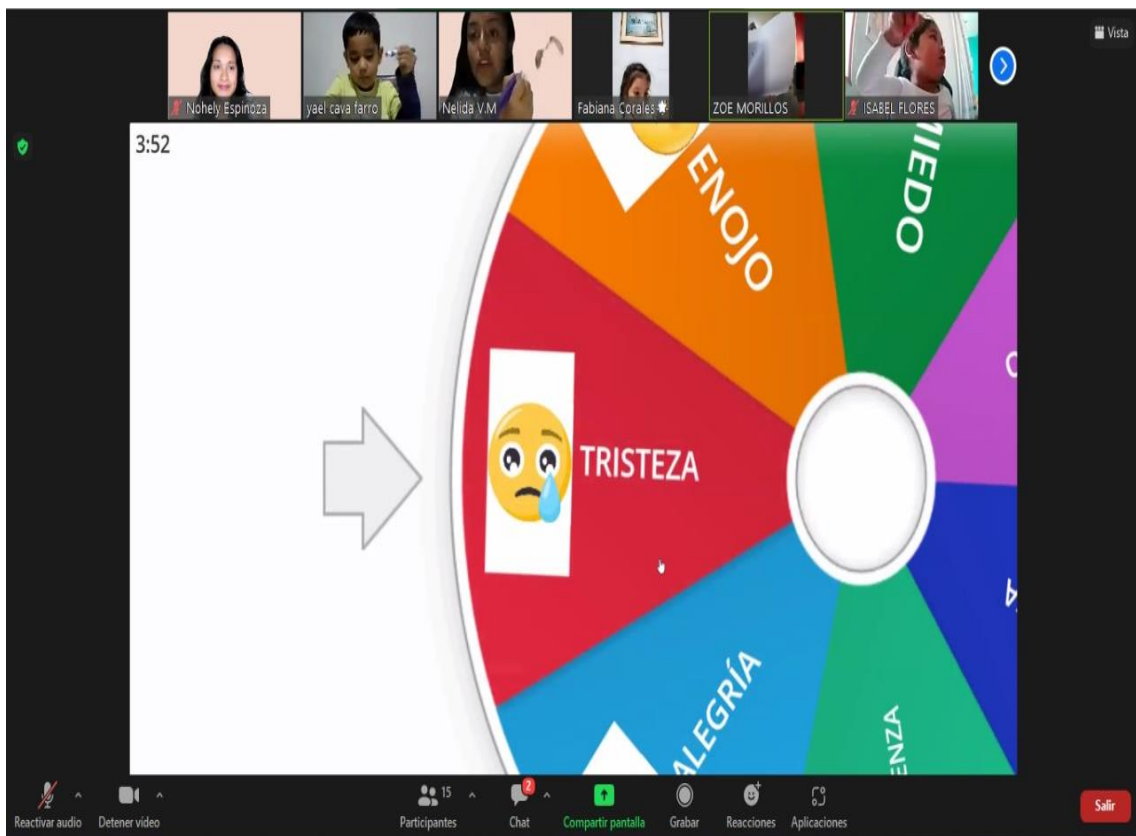 Vista
Nohely Espinoza
yael cava farro
Nelida V.M
Fabiana Corales
ZOE MORILLOS
ISABEL FLORES
3:52
ENOJO
MIEDO
TRISTEZA
ALEGRÍA
ENZA
Reactivar audio
Detener video
15
Participantes
2
Chat
Compartir pantalla
Grabar
Reacciones
Aplicaciones
Salir